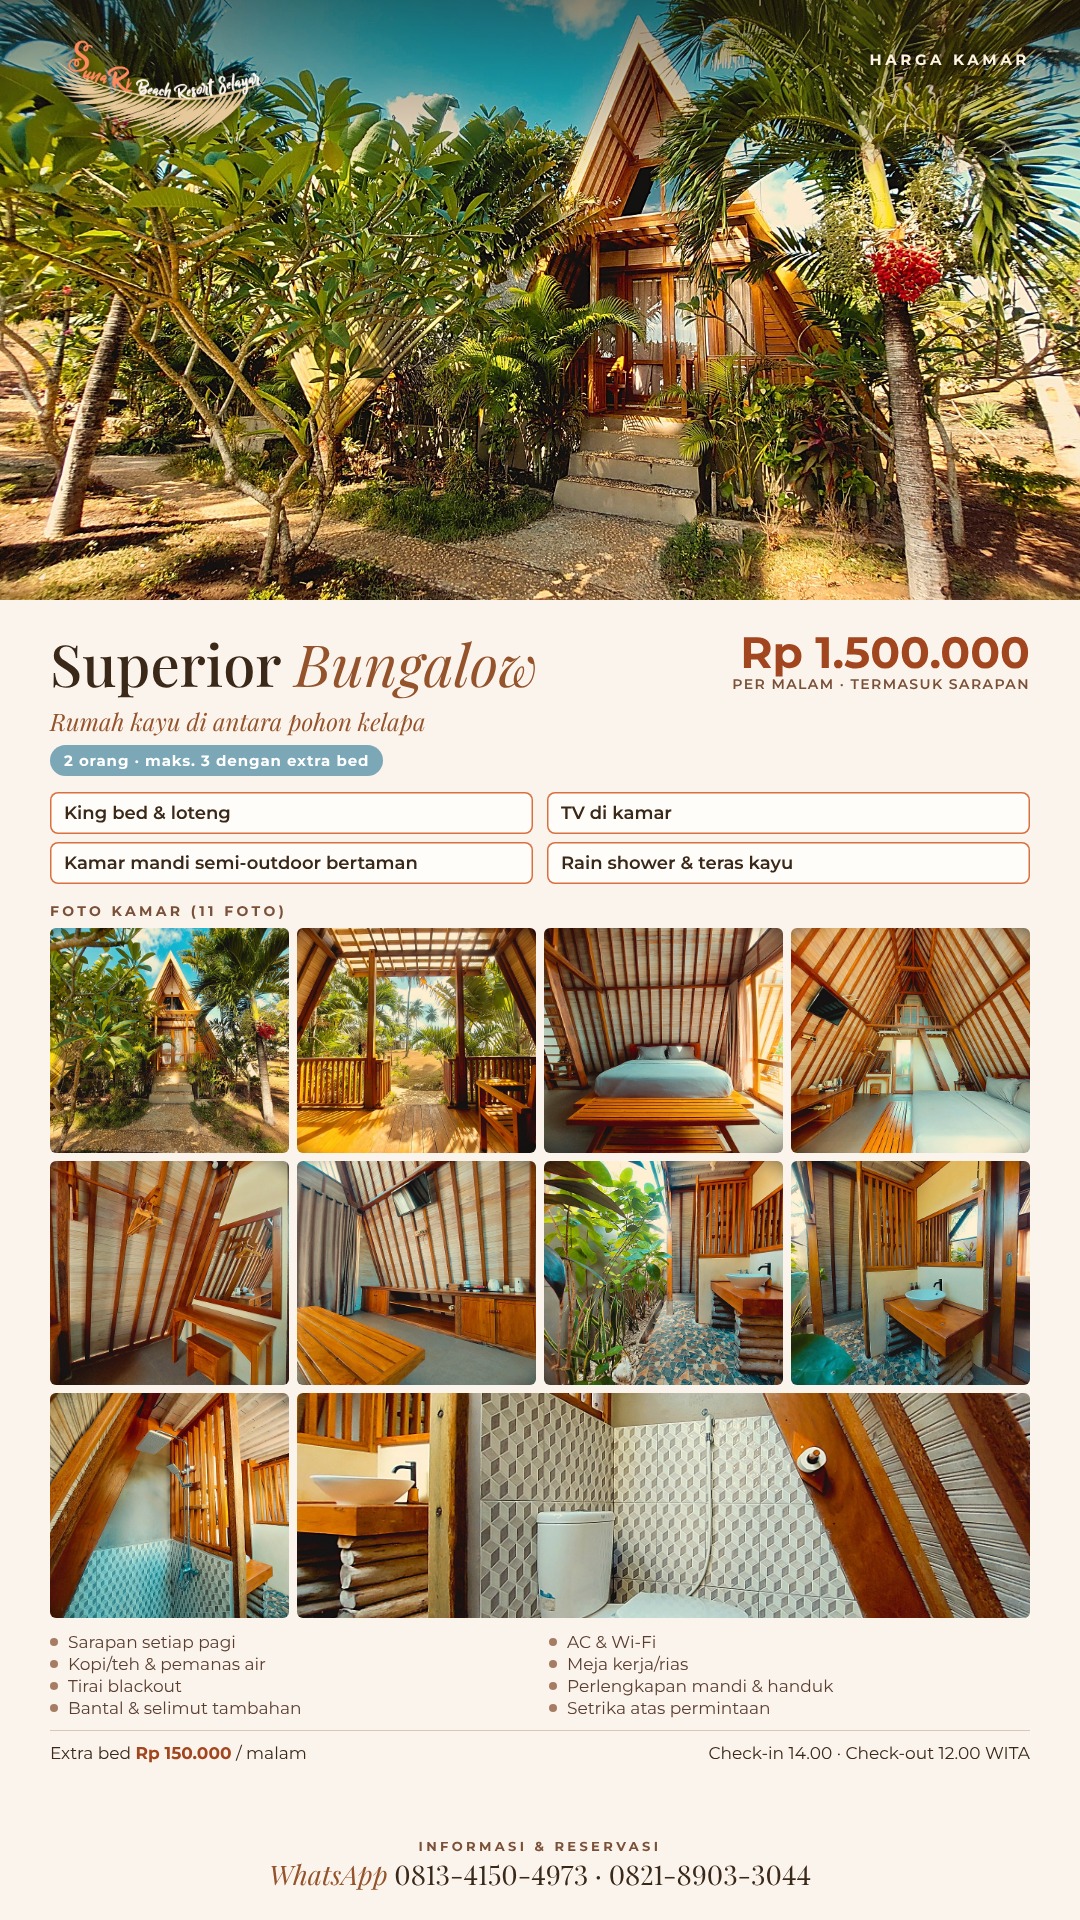 SunaRi Beach Resort Selayar
HARGA KAMAR
Superior Bungalow
Rp 1.500.000
PER MALAM · TERMASUK SARAPAN
Rumah kayu di antara pohon kelapa
2 orang · maks. 3 dengan extra bed
King bed & loteng
TV di kamar
Kamar mandi semi-outdoor bertaman
Rain shower & teras kayu
FOTO KAMAR (11 FOTO)
Sarapan setiap pagi
Kopi/teh & pemanas air
Tirai blackout
Bantal & selimut tambahan
AC & Wi-Fi
Meja kerja/rias
Perlengkapan mandi & handuk
Setrika atas permintaan
Extra bed Rp 150.000 / malam
Check-in 14.00 · Check-out 12.00 WITA
INFORMASI & RESERVASI
WhatsApp 0813-4150-4973 · 0821-8903-3044